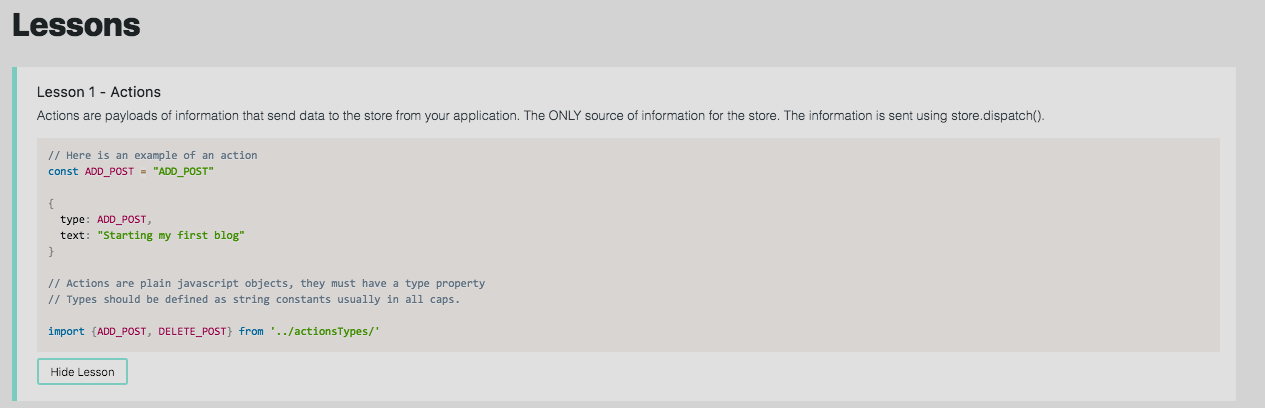 Lessons
Lesson 1 - Actions
Actions are payloads of information that send data to the store from your application. The ONLY source of information for the store. The information is sent using store.dispatch().
// Here is an example of an action
const ADD_POST = "ADD_POST"
{
  type: ADD_POST,
  text: "Starting my first blog"
}
// Actions are plain javascript objects, they must have a type property
// Types should be defined as string constants usually in all caps.
import {ADD_POST, DELETE_POST} from '../actionsTypes/'
Hide Lesson